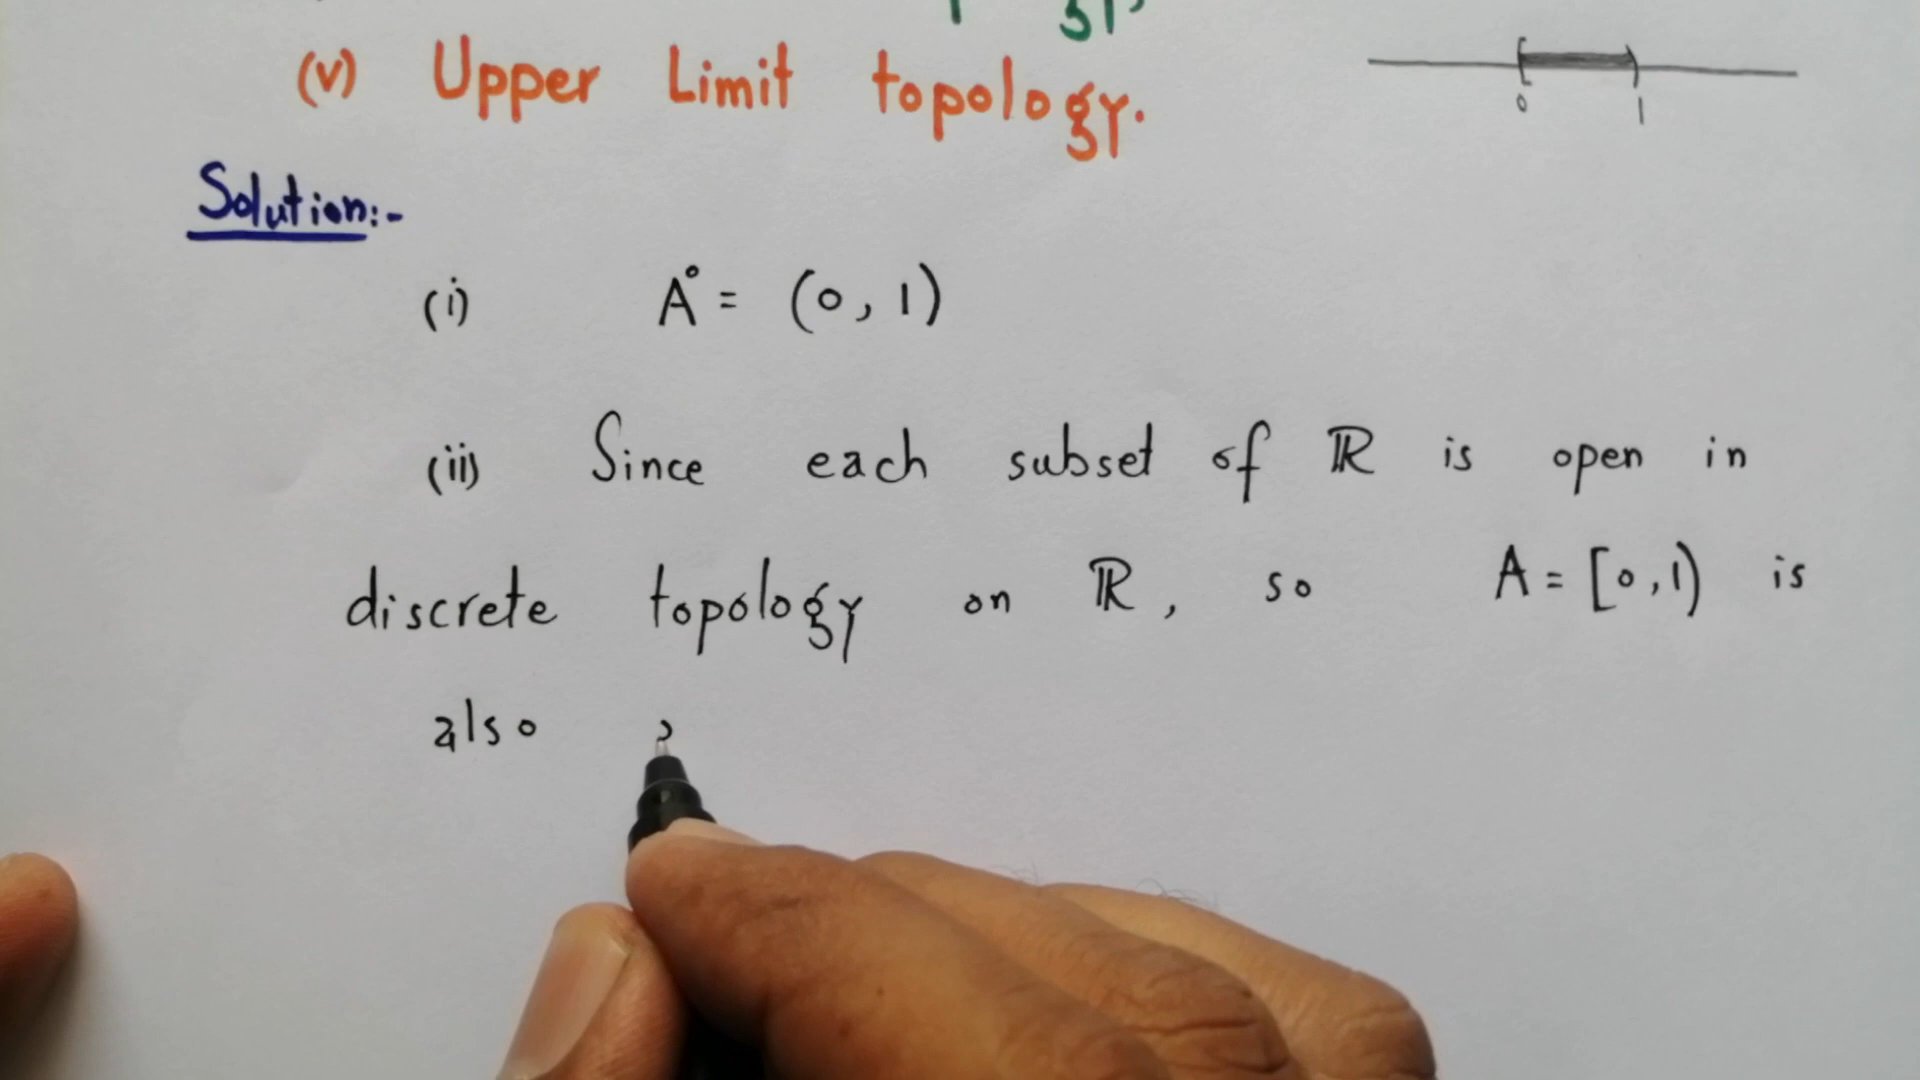 (v) Upper Limit topology.
0 1
Solution:-
(i) A° = (0, 1)
(ii) Since each subset of ℝ is open in
discrete topology on ℝ, so A = [0,1) is
also